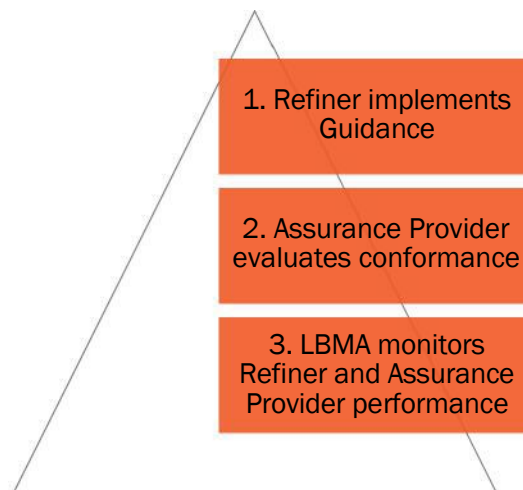 1. Refiner implements
Guidance
2. Assurance Provider
evaluates conformance
3. LBMA monitors
Refiner and Assurance
Provider performance